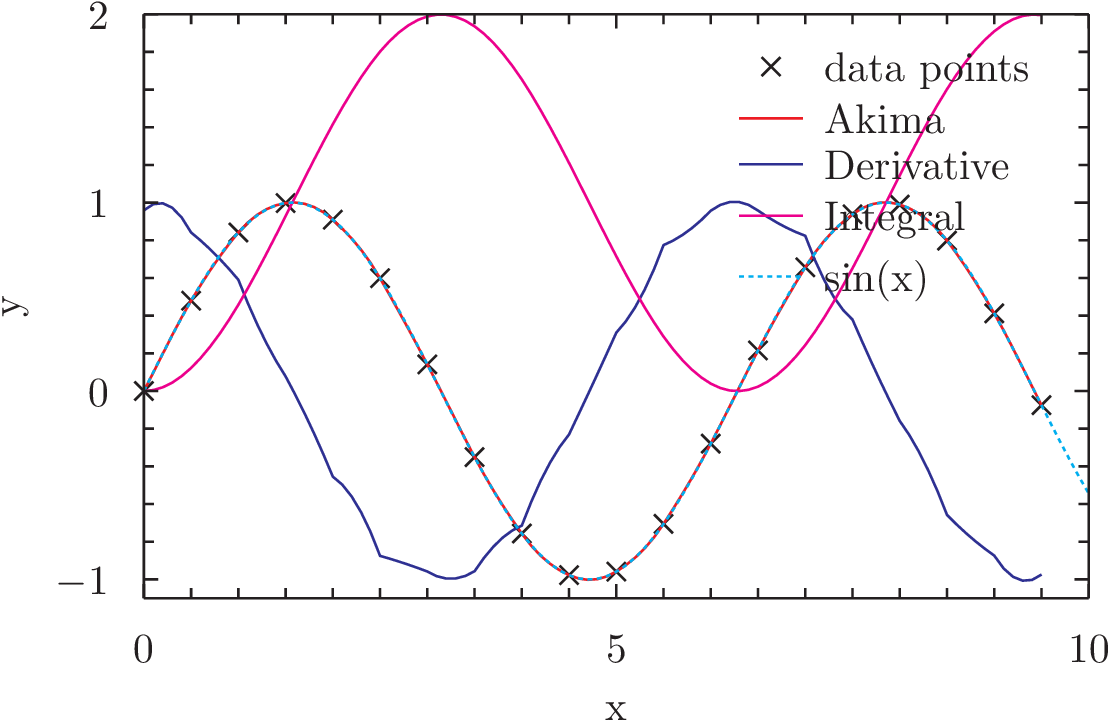 2
data points
Akima
Derivative
1
Integral
sin(x)
y
0
−1
0 5 10
x